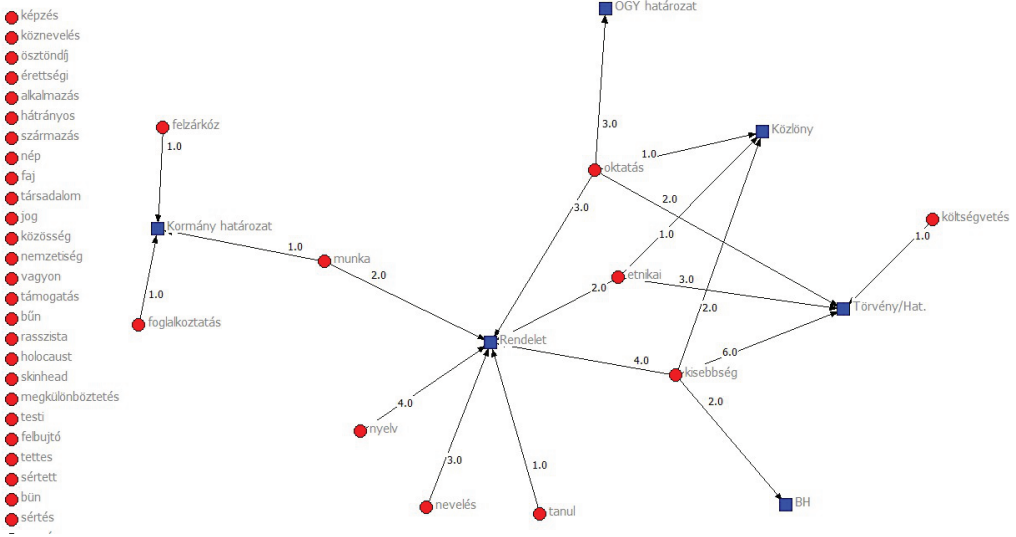 képzés
köznevelés
ösztöndíj
érettségi
alkalmazás
hátrányos
származás
nép
faj
társadalom
jog
közösség
nemzetiség
vagyon
támogatás
bűn
rasszista
holocaust
skinhead
megkülönböztetés
testi
felbujtó
tettes
sértett
bün
sértés
OGY határozat
felzárkóz
1.0
3.0
Közlöny
1.0
oktatás
2.0
3.0
költségvetés
Kormány határozat
1.0
1.0
1.0
munka
2.0
etnikai
3.0
2.0
1.0
foglalkoztatás
2.0
Törvény/Hat.
Rendelet
4.0
6.0
kisebbség
4.0
2.0
nyelv
3.0
1.0
nevelés
tanul
BH